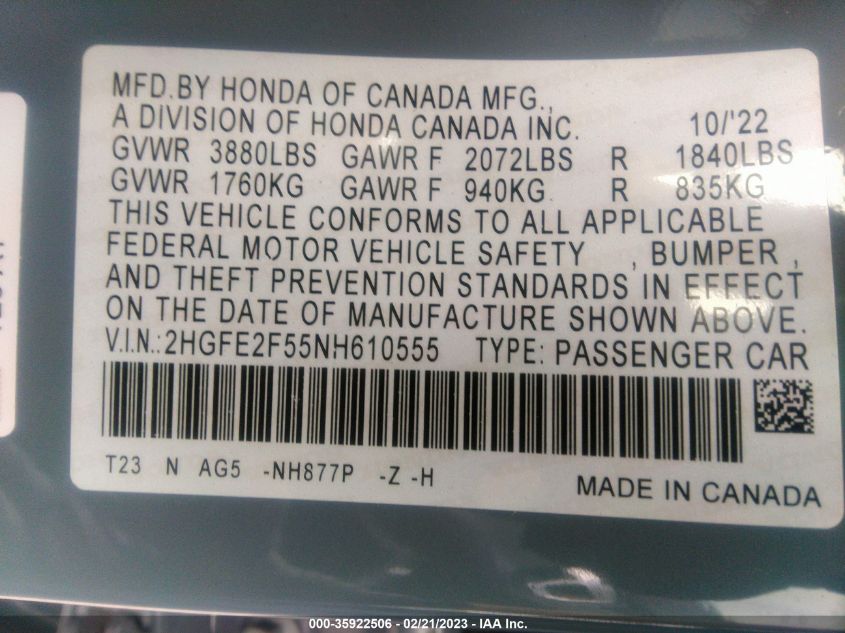 MFD.BY HONDA OF CANADA MFG.,
A DIVISION OF HONDA CANADA INC. 10/'22
GVWR 3880LBS GAWR F 2072LBS R 1840LBS
GVWR 1760KG GAWR F 940KG R 835KG
THIS VEHICLE CONFORMS TO ALL APPLICABLE
FEDERAL MOTOR VEHICLE SAFETY , BUMPER ,
AND THEFT PREVENTION STANDARDS IN EFFECT
ON THE DATE OF MANUFACTURE SHOWN ABOVE.
V.I.N.:2HGFE2F55NH610555 TYPE: PASSENGER CAR
T23 N AG5 -NH877P -Z -H
MADE IN CANADA
000-35922506 - 02/21/2023 - IAA Inc.